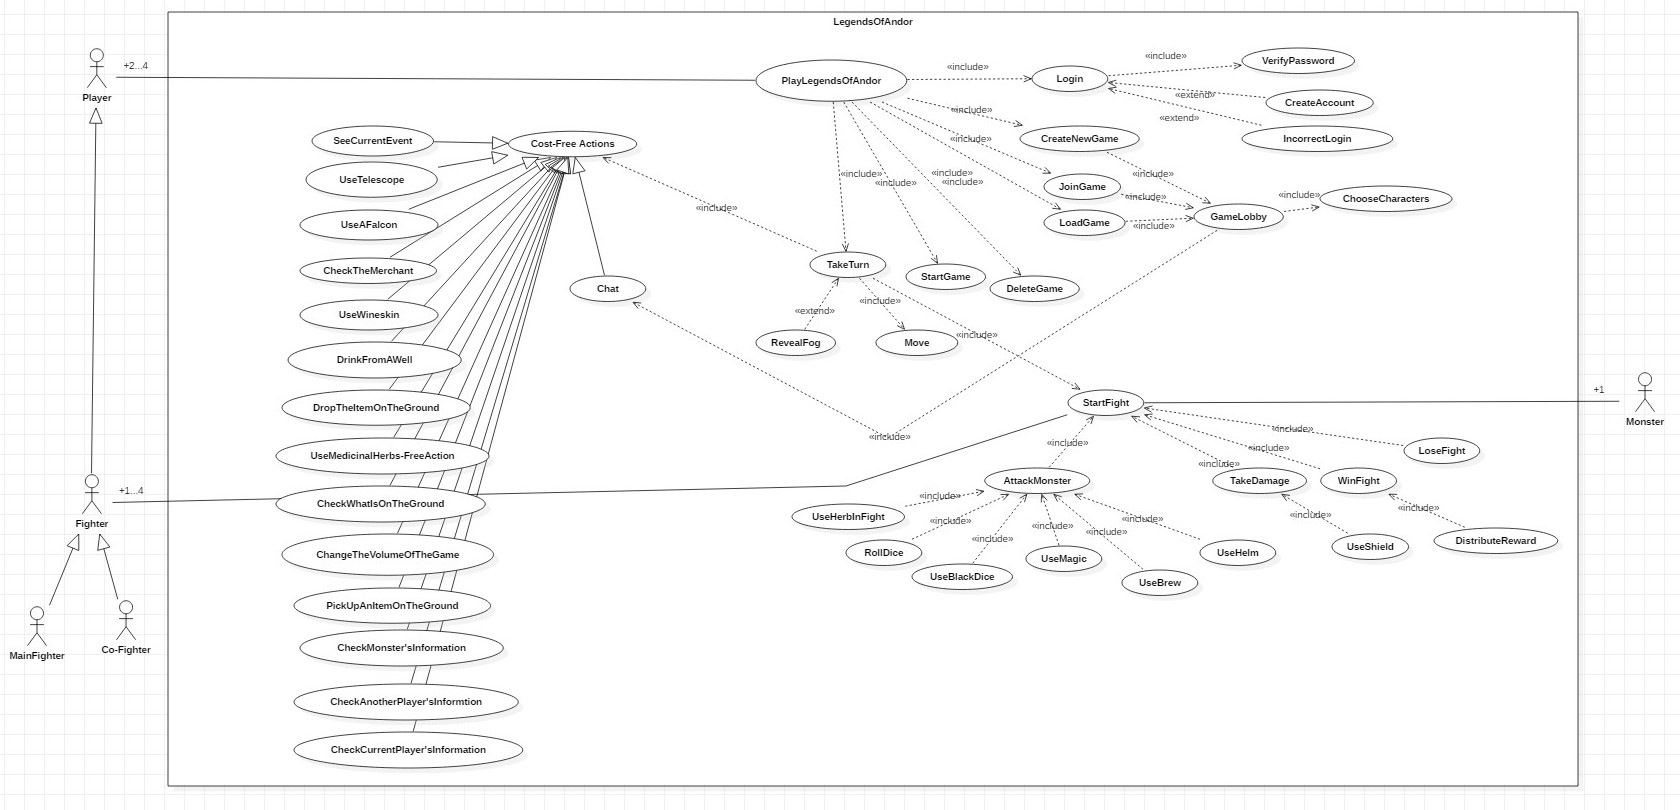 LegendsOfAndor
+2...4
Player
PlayLegendsOfAndor
«include»
Login
«include»
VerifyPassword
«extend»
CreateAccount
«extend»
IncorrectLogin
«include»
CreateNewGame
«include»
JoinGame
«include»
LoadGame
«include»
«include»
«include»
GameLobby
«include»
ChooseCharacters
SeeCurrentEvent
Cost-Free Actions
UseTelescope
UseAFalcon
CheckTheMerchant
UseWineskin
DrinkFromAWell
DropTheItemOnTheGround
UseMedicinalHerbs-FreeAction
CheckWhatIsOnTheGround
ChangeTheVolumeOfTheGame
PickUpAnItemOnTheGround
CheckMonster'sInformation
CheckAnotherPlayer'sInformtion
CheckCurrentPlayer'sInformation
«include»
«include»
«include»
«include»
TakeTurn
StartGame
DeleteGame
Chat
«extend»
RevealFog
«include»
Move
«include»
«include»
StartFight
+1
Monster
«include»
LoseFight
«include»
WinFight
«include»
TakeDamage
«include»
AttackMonster
«include»
UseHerbInFight
«include»
RollDice
«include»
UseBlackDice
«include»
UseMagic
«include»
UseBrew
«include»
UseHelm
«include»
UseShield
«include»
DistributeReward
+1...4
Fighter
MainFighter
Co-Fighter